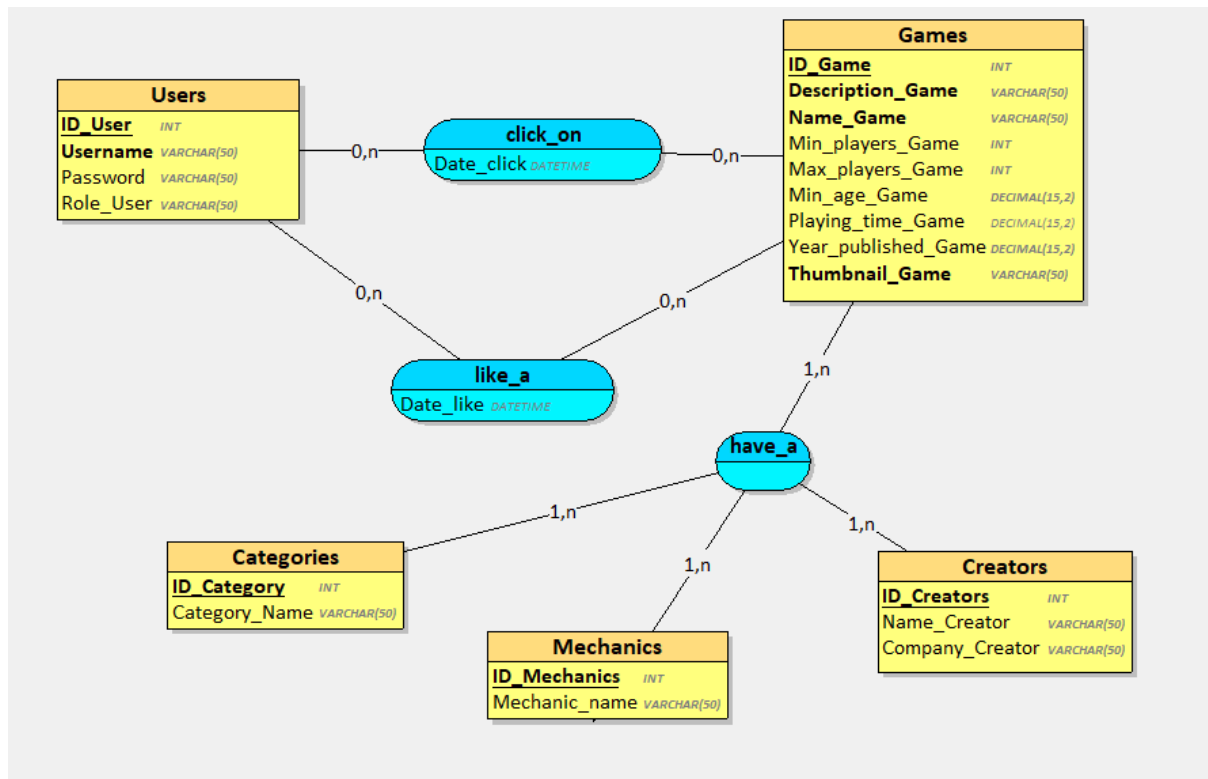 Users
ID_User INT
Username VARCHAR(50)
Password VARCHAR(50)
Role_User VARCHAR(50)
0,n
click_on
Date_click DATETIME
0,n
Games
ID_Game INT
Description_Game VARCHAR(50)
Name_Game VARCHAR(50)
Min_players_Game INT
Max_players_Game INT
Min_age_Game DECIMAL(15,2)
Playing_time_Game DECIMAL(15,2)
Year_published_Game DECIMAL(15,2)
Thumbnail_Game VARCHAR(50)
0,n
0,n
like_a
Date_like DATETIME
1,n
have_a
1,n
1,n
1,n
Categories
ID_Category INT
Category_Name VARCHAR(50)
Mechanics
ID_Mechanics INT
Mechanic_name VARCHAR(50)
Creators
ID_Creators INT
Name_Creator VARCHAR(50)
Company_Creator VARCHAR(50)